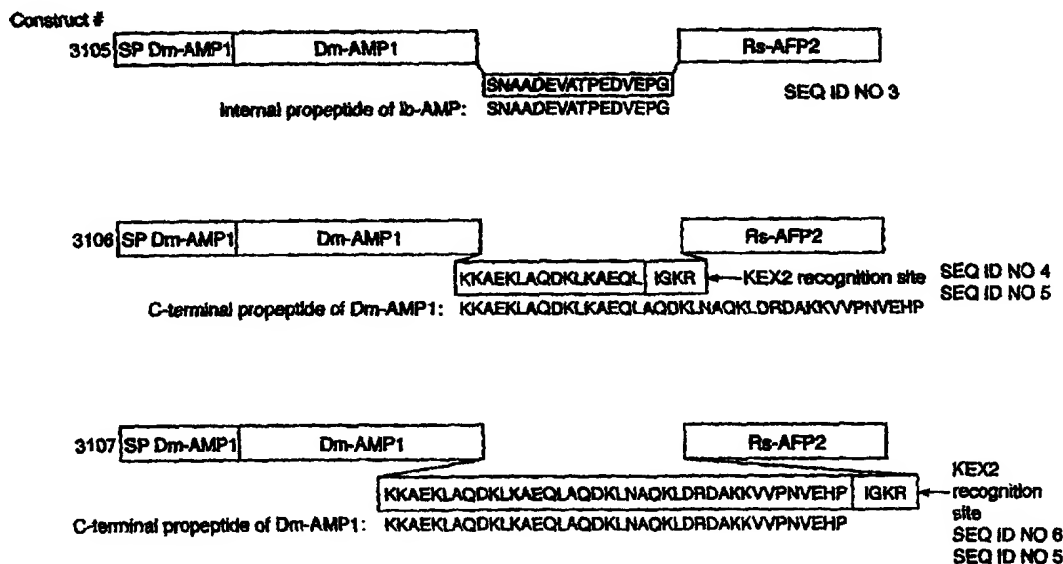 Construct #
3105 SP Dm-AMP1 Dm-AMP1 Rs-AFP2
SNAADEVATPEDVEPG SEQ ID NO 3
Internal propeptide of Ib-AMP: SNAADEVATPEDVEPG
3106 SP Dm-AMP1 Dm-AMP1 Rs-AFP2
KKAEKLAQDKLKAEQL IGKR KEX2 recognition site SEQ ID NO 4
SEQ ID NO 5
C-terminal propeptide of Dm-AMP1: KKAEKLAQDKLKAEQLAQDKLNAQKLDRDAKKVVPNVEHP
3107 SP Dm-AMP1 Dm-AMP1 Rs-AFP2
KKAEKLAQDKLKAEQLAQDKLNAQKLDRDAKKVVPNVEHP IGKR KEX2
recognition
site
SEQ ID NO 6
SEQ ID NO 5
C-terminal propeptide of Dm-AMP1: KKAEKLAQDKLKAEQLAQDKLNAQKLDRDAKKVVPNVEHP